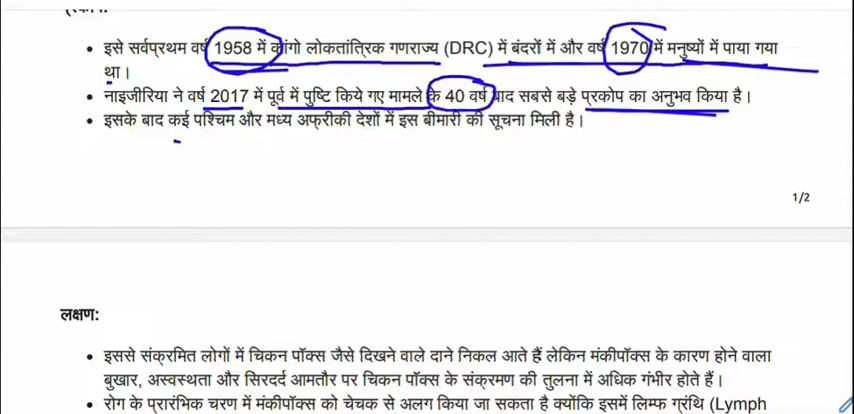 इसे सर्वप्रथम वर्ष 1958 में कांगो लोकतांत्रिक गणराज्य (DRC) में बंदरों में और वर्ष 1970 में मनुष्यों में पाया गया
था।
नाइजीरिया ने वर्ष 2017 में पूर्व में पुष्टि किये गए मामले के 40 वर्ष बाद सबसे बड़े प्रकोप का अनुभव किया है।
इसके बाद कई पश्चिम और मध्य अफ्रीकी देशों में इस बीमारी की सूचना मिली है।
1/2
लक्षण:
इससे संक्रमित लोगों में चिकन पॉक्स जैसे दिखने वाले दाने निकल आते हैं लेकिन मंकीपॉक्स के कारण होने वाला
बुखार, अस्वस्थता और सिरदर्द आमतौर पर चिकन पॉक्स के संक्रमण की तुलना में अधिक गंभीर होते हैं।
रोग के प्रारंभिक चरण में मंकीपॉक्स को चेचक से अलग किया जा सकता है क्योंकि इसमें लिम्फ ग्रंथि (Lymph